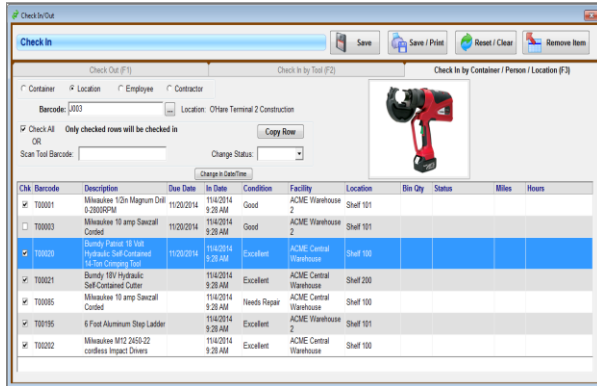 Check In/Out
Check In
Save
Save / Print
Reset / Clear
Remove Item
Check Out (F1)
Check In by Tool (F2)
Check In by Container / Person / Location (F3)
Container Location Employee Contractor
Barcode: J003 ... Location: O'Hare Terminal 2 Construction
Check All Only checked rows will be checked in
Copy Row
OR
Scan Tool Barcode: Change Status:
Change In Date/Time
Chk Barcode Description Due Date In Date Condition Facility Location Bin Qty Status Miles Hours
T00001 Milwaukee 1/2in Magnum Drill 0-2800RPM 11/20/2014 11/4/2014 9:28 AM Good ACME Warehouse 2 Shelf 101
T00003 Milwaukee 10 amp Sawzall Corded 11/20/2014 11/4/2014 9:28 AM Good ACME Warehouse 2 Shelf 101
T00020 Bundy Patriot 18 Volt Hydraulic Self-Contained 14-Ton Crimping Tool 11/20/2014 11/4/2014 9:28 AM Excellent ACME Central Warehouse Shelf 100
T00021 Bundy 18V Hydraulic Self-Contained Cutter 11/4/2014 9:28 AM Excellent ACME Central Warehouse Shelf 200
T00085 Milwaukee 10 amp Sawzall Corded 11/4/2014 9:28 AM Needs Repair ACME Central Warehouse Shelf 100
T00195 6 Foot Aluminum Step Ladder 11/4/2014 9:28 AM Excellent ACME Warehouse 2 Shelf 101
T00202 Milwaukee M12 2450-22 cordless Impact Drivers 11/4/2014 9:28 AM Excellent ACME Central Warehouse Shelf 100